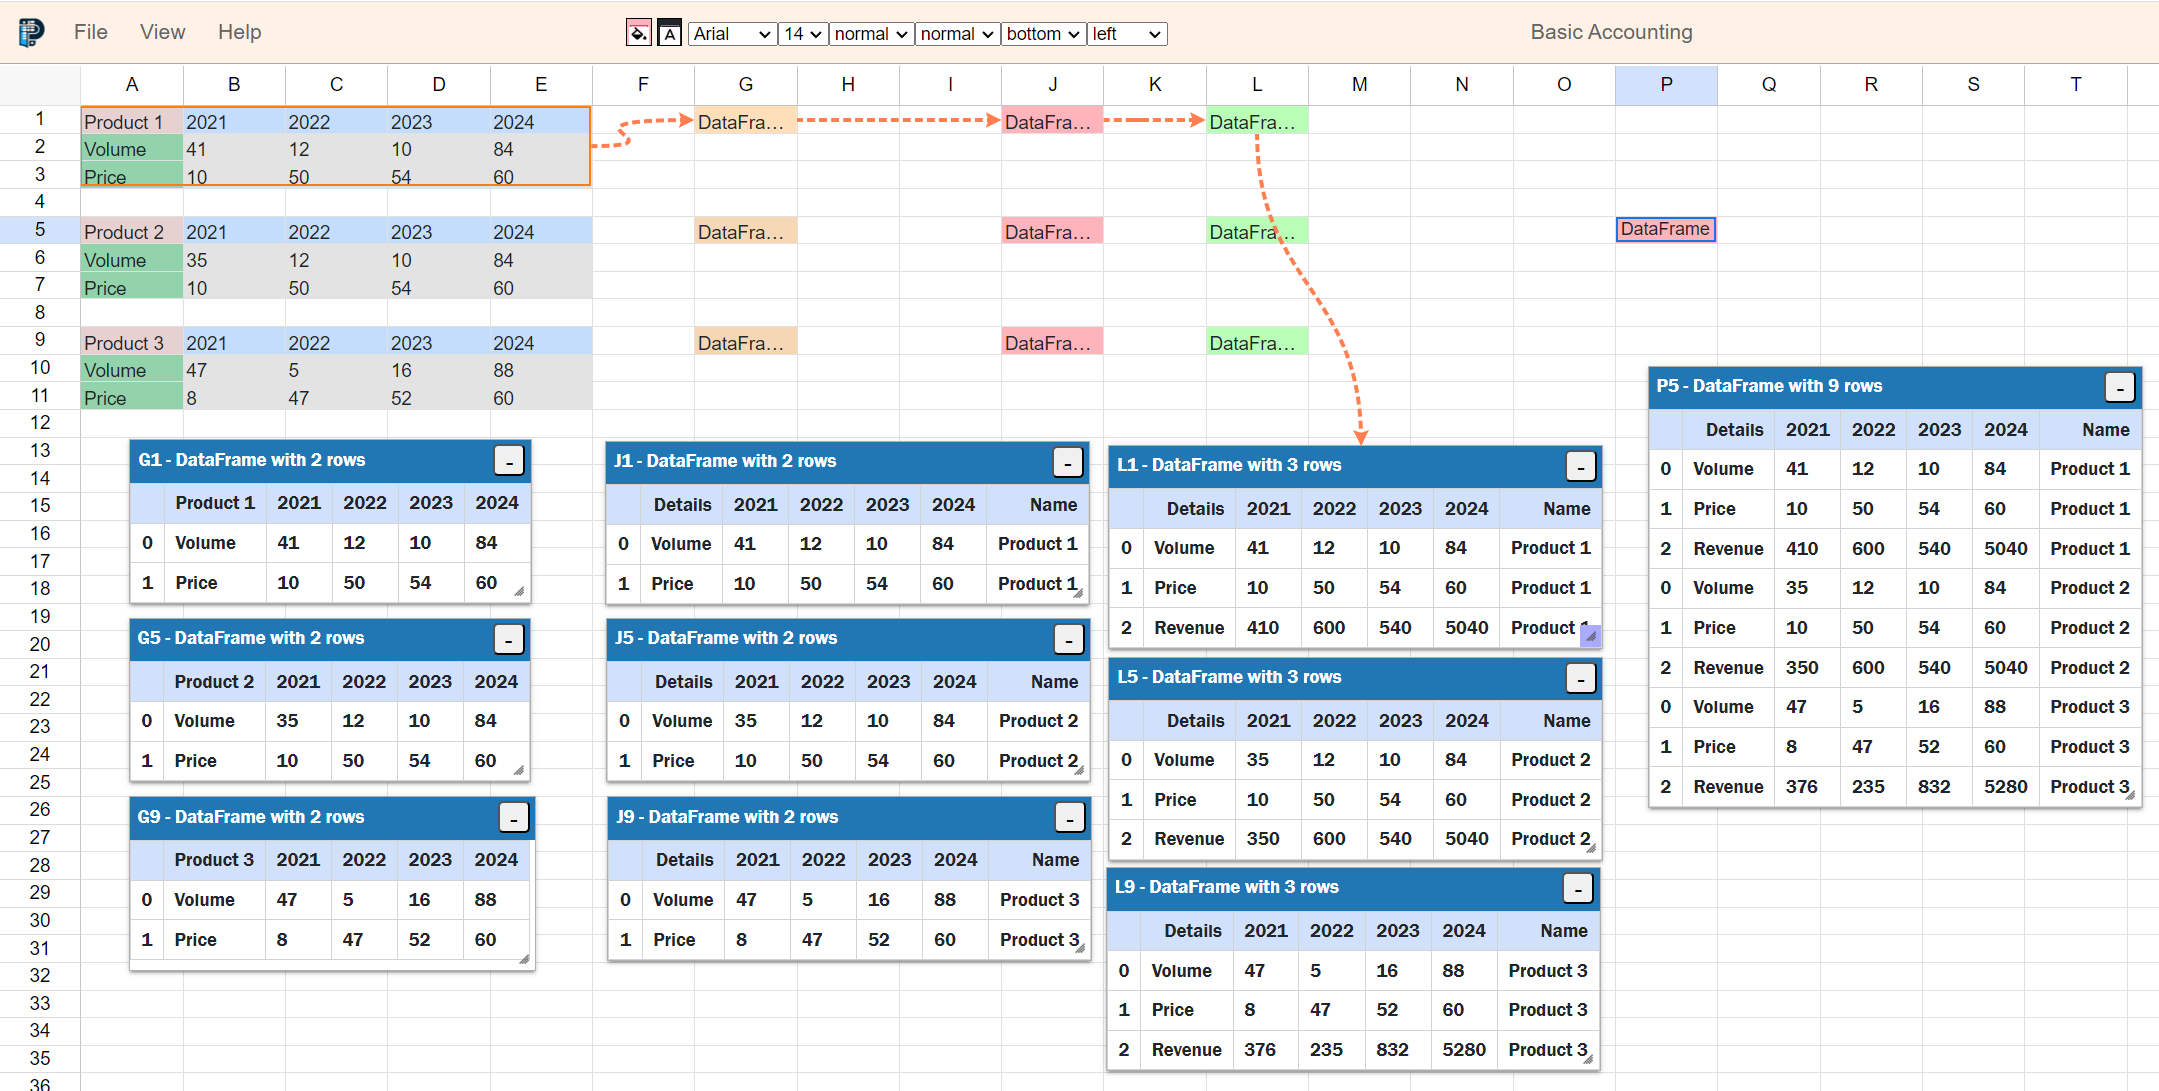 File View Help A Arial 14 normal normal bottom left Basic Accounting
A B C D E F G H I J K L M N O P Q R S T
1 Product 1 2021 2022 2023 2024 DataFra... DataFra... DataFra...
2 Volume 41 12 10 84
3 Price 10 50 54 60
4
5 Product 2 2021 2022 2023 2024 DataFra... DataFra... DataFra... DataFrame
6 Volume 35 12 10 84
7 Price 10 50 54 60
8
9 Product 3 2021 2022 2023 2024 DataFra... DataFra... DataFra...
10 Volume 47 5 16 88
11 Price 8 47 52 60
12
13
14
15
16
17
18
19
20
21
22
23
24
25
26
27
28
29
30
31
32
33
34
35
36
G1 - DataFrame with 2 rows -
Product 1 2021 2022 2023 2024
0 Volume 41 12 10 84
1 Price 10 50 54 60
G5 - DataFrame with 2 rows -
Product 2 2021 2022 2023 2024
0 Volume 35 12 10 84
1 Price 10 50 54 60
G9 - DataFrame with 2 rows -
Product 3 2021 2022 2023 2024
0 Volume 47 5 16 88
1 Price 8 47 52 60
J1 - DataFrame with 2 rows -
Details 2021 2022 2023 2024 Name
0 Volume 41 12 10 84 Product 1
1 Price 10 50 54 60 Product 1
J5 - DataFrame with 2 rows -
Details 2021 2022 2023 2024 Name
0 Volume 35 12 10 84 Product 2
1 Price 10 50 54 60 Product 2
J9 - DataFrame with 2 rows -
Details 2021 2022 2023 2024 Name
0 Volume 47 5 16 88 Product 3
1 Price 8 47 52 60 Product 3
L1 - DataFrame with 3 rows -
Details 2021 2022 2023 2024 Name
0 Volume 41 12 10 84 Product 1
1 Price 10 50 54 60 Product 1
2 Revenue 410 600 540 5040 Product 1
L5 - DataFrame with 3 rows -
Details 2021 2022 2023 2024 Name
0 Volume 35 12 10 84 Product 2
1 Price 10 50 54 60 Product 2
2 Revenue 350 600 540 5040 Product 2
L9 - DataFrame with 3 rows -
Details 2021 2022 2023 2024 Name
0 Volume 47 5 16 88 Product 3
1 Price 8 47 52 60 Product 3
2 Revenue 376 235 832 5280 Product 3
P5 - DataFrame with 9 rows -
Details 2021 2022 2023 2024 Name
0 Volume 41 12 10 84 Product 1
1 Price 10 50 54 60 Product 1
2 Revenue 410 600 540 5040 Product 1
0 Volume 35 12 10 84 Product 2
1 Price 10 50 54 60 Product 2
2 Revenue 350 600 540 5040 Product 2
0 Volume 47 5 16 88 Product 3
1 Price 8 47 52 60 Product 3
2 Revenue 376 235 832 5280 Product 3